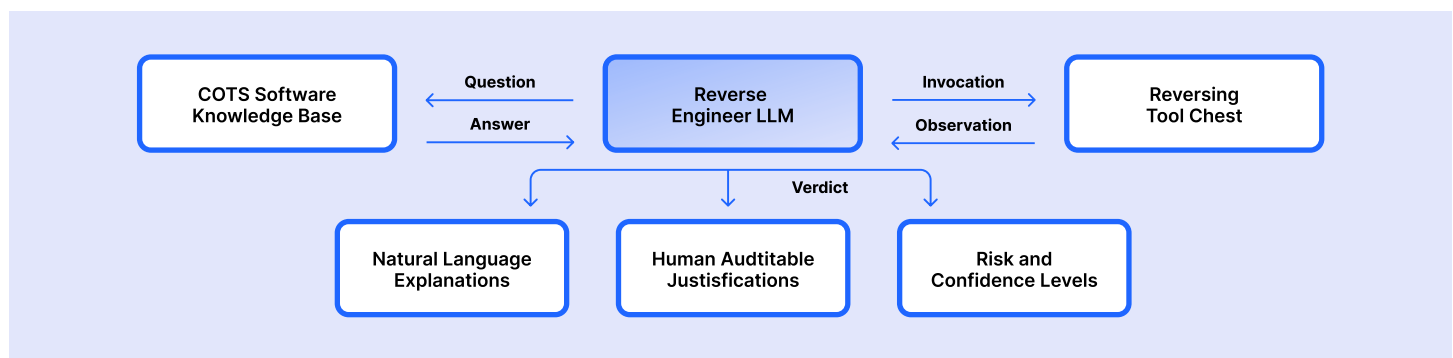 COTS Software
Knowledge Base
Question
Answer
Reverse
Engineer LLM
Invocation
Observation
Reversing
Tool Chest
Verdict
Natural Language
Explanations
Human Audtitable
Justisfications
Risk and
Confidence Levels